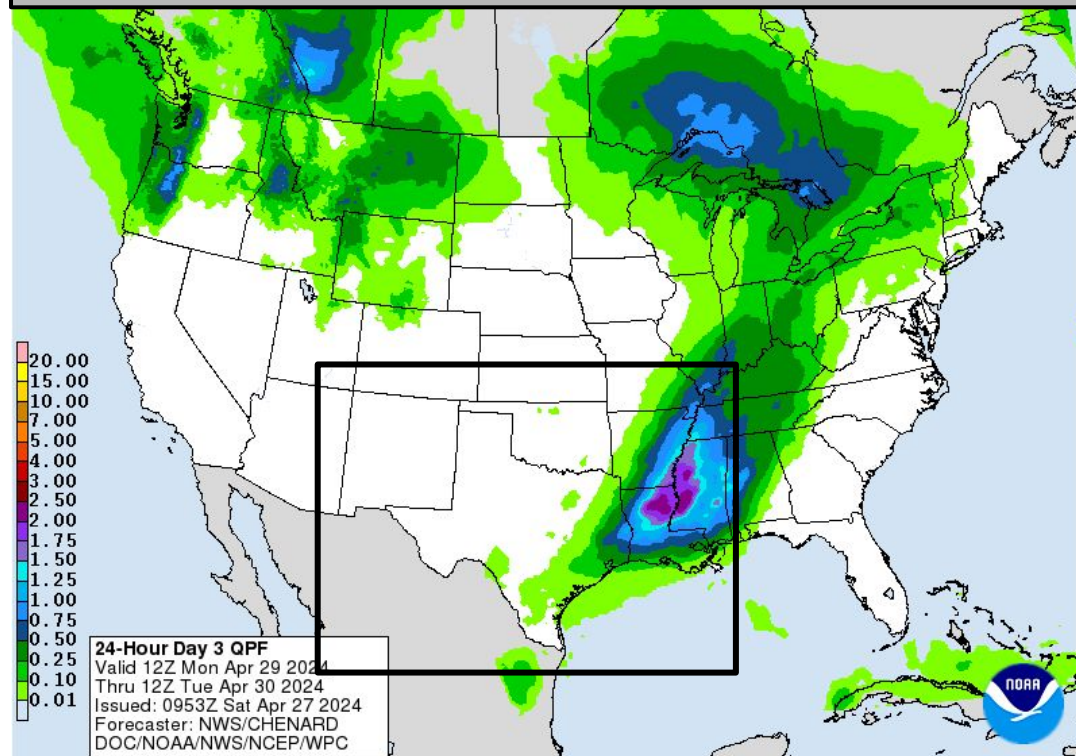 20.00
15.00
10.00
7.00
5.00
4.00
3.00
2.50
2.00
1.75
1.50
1.25
1.00
0.75
0.50
0.25
0.10
0.01
24-Hour Day 3 QPF
Valid 12Z Mon Apr 29 2024
Thru 12Z Tue Apr 30 2024
Issued: 0953Z Sat Apr 27 2024
Forecaster: NWS/CHENARD
DOC/NOAA/NWS/NCEP/WPC
NOAA